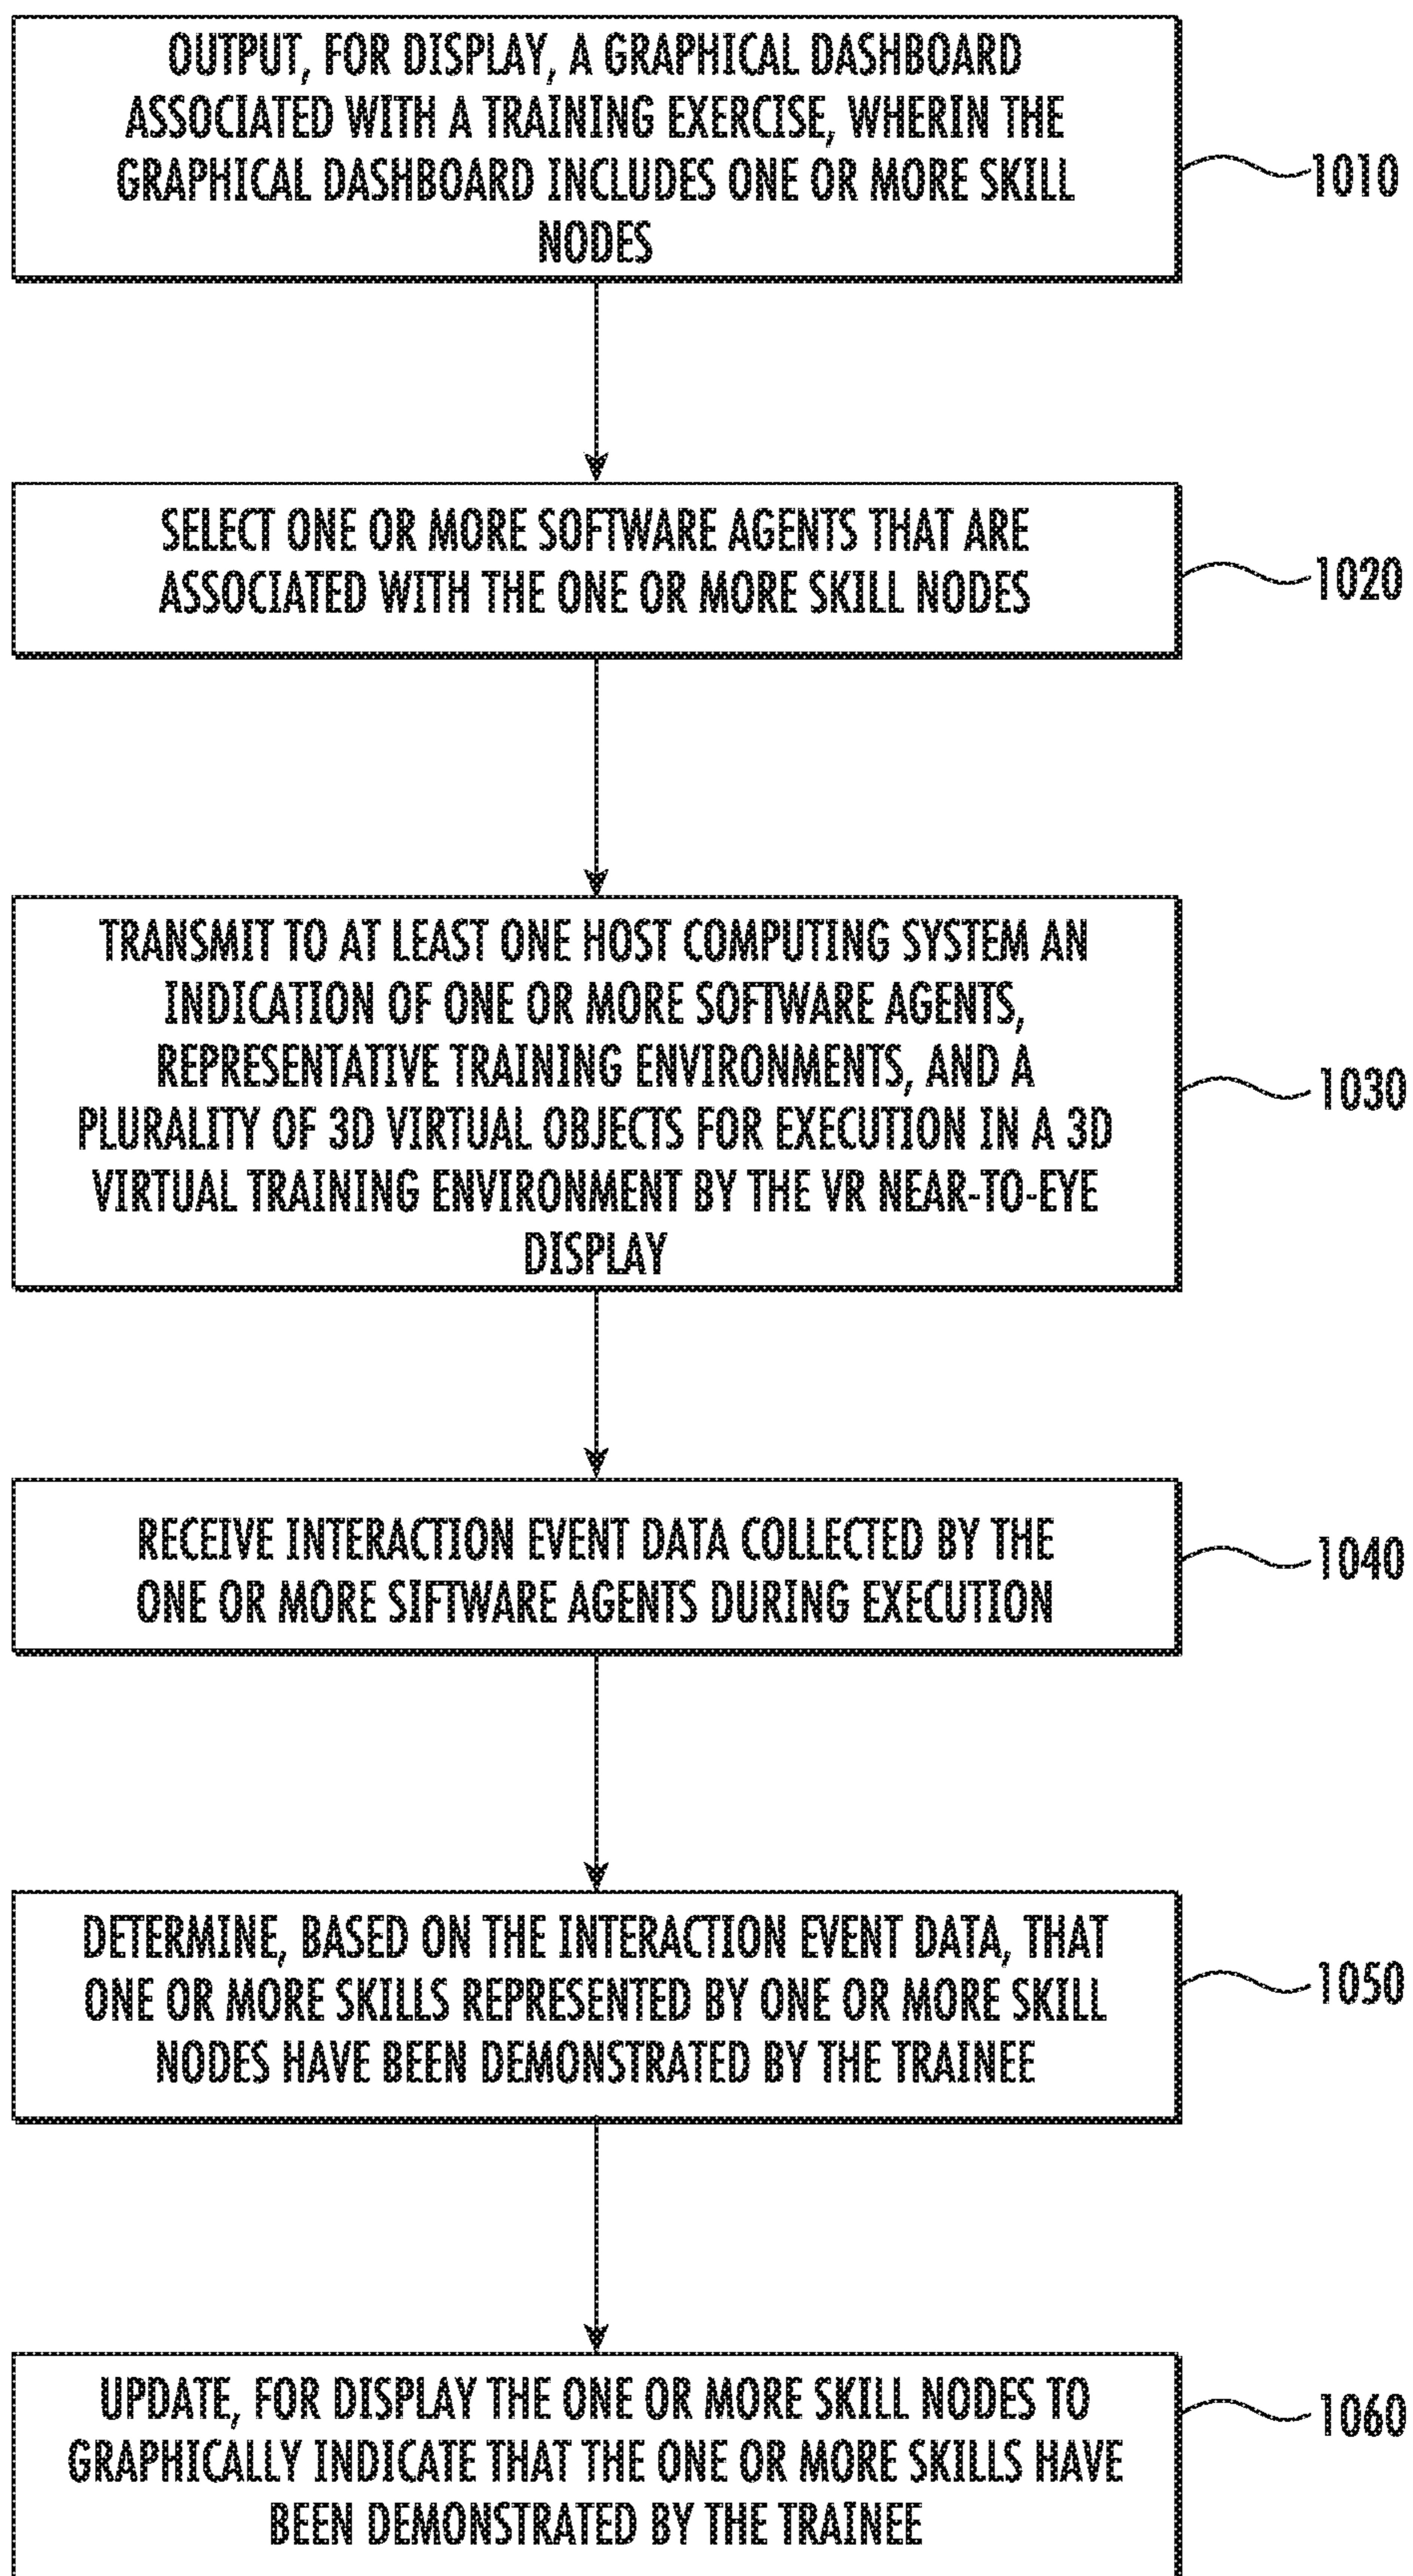 OUTPUT, FOR DISPLAY, A GRAPHICAL DASHBOARD
ASSOCIATED WITH A TRAINING EXERCISE, WHERIN THE
GRAPHICAL DASHBOARD INCLUDES ONE OR MORE SKILL
NODES
1010
SELECT ONE OR MORE SOFTWARE AGENTS THAT ARE
ASSOCIATED WITH THE ONE OR MORE SKILL NODES
1020
TRANSMIT TO AT LEAST ONE HOST COMPUTING SYSTEM AN
INDICATION OF ONE OR MORE SOFTWARE AGENTS,
REPRESENTATIVE TRAINING ENVIRONMENTS, AND A
PLURALITY OF 3D VIRTUAL OBJECTS FOR EXECUTION IN A 3D
VIRTUAL TRAINING ENVIRONMENT BY THE VR NEAR-TO-EYE
DISPLAY
1030
RECEIVE INTERACTION EVENT DATA COLLECTED BY THE
ONE OR MORE SIFTWARE AGENTS DURING EXECUTION
1040
DETERMINE, BASED ON THE INTERACTION EVENT DATA, THAT
ONE OR MORE SKILLS REPRESENTED BY ONE OR MORE SKILL
NODES HAVE BEEN DEMONSTRATED BY THE TRAINEE
1050
UPDATE, FOR DISPLAY THE ONE OR MORE SKILL NODES TO
GRAPHICALLY INDICATE THAT THE ONE OR MORE SKILLS HAVE
BEEN DEMONSTRATED BY THE TRAINEE
1060